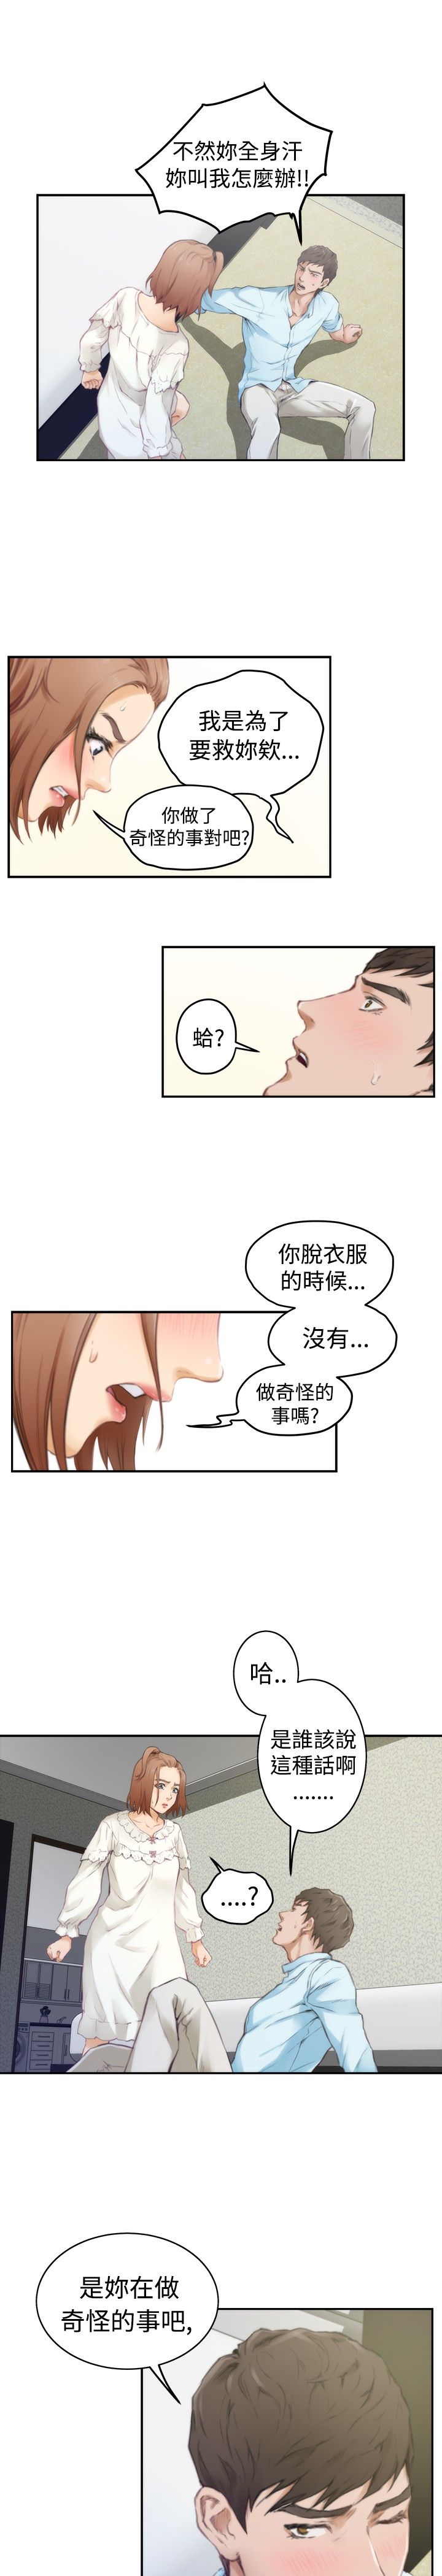 不然妳全身汗
妳叫我怎麼辦!!
我是為了
要救妳欸...
你做了
奇怪的事對吧?
蛤?
你脫衣服
的時候...
沒有...
做奇怪的
事嗎?
哈..
是誰該說
這種話啊
.......
....?
是妳在做
奇怪的事吧,